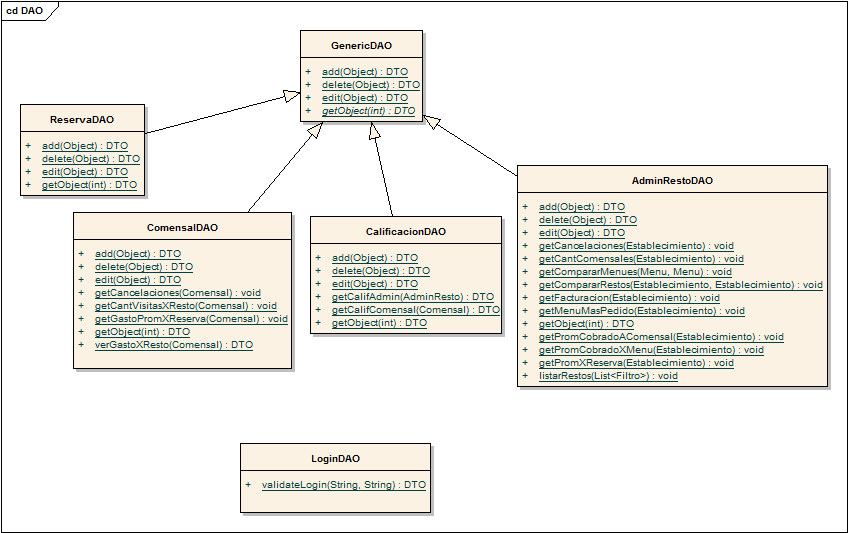 cd DAO
GenericDAO
+ add(Object) : DTO
+ delete(Object) : DTO
+ edit(Object) : DTO
+ getObject(int) : DTO
ReservaDAO
+ add(Object) : DTO
+ delete(Object) : DTO
+ edit(Object) : DTO
+ getObject(int) : DTO
ComensalDAO
+ add(Object) : DTO
+ delete(Object) : DTO
+ edit(Object) : DTO
+ getCancelaciones(Comensal) : void
+ getCantVisitasXResto(Comensal) : void
+ getGastoPromXReserva(Comensal) : void
+ getObject(int) : DTO
+ verGastoXResto(Comensal) : DTO
CalificacionDAO
+ add(Object) : DTO
+ delete(Object) : DTO
+ edit(Object) : DTO
+ getCalifAdmin(AdminResto) : DTO
+ getCalifComensal(Comensal) : DTO
+ getObject(int) : DTO
AdminRestoDAO
+ add(Object) : DTO
+ delete(Object) : DTO
+ edit(Object) : DTO
+ getCancelaciones(Establecimiento) : void
+ getCantComensales(Establecimiento) : void
+ getCompararMenues(Menu, Menu) : void
+ getCompararRestos(Establecimiento, Establecimiento) : void
+ getFacturacion(Establecimiento) : void
+ getMenuMasPedido(Establecimiento) : void
+ getObject(int) : DTO
+ getPromCobradoAComensal(Establecimiento) : void
+ getPromCobradoXMenu(Establecimiento) : void
+ getPromXReserva(Establecimiento) : void
+ listarRestos(List<Filtro>) : void
LoginDAO
+ validateLogin(String, String) : DTO